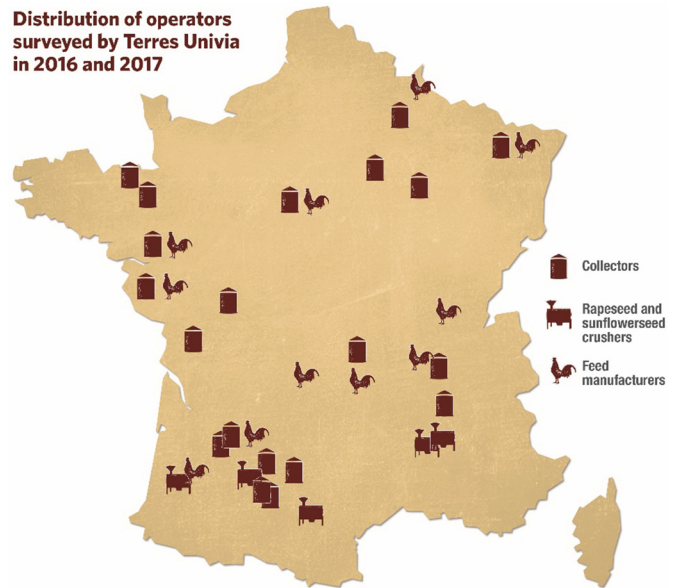 Distribution of operators
surveyed by Terres Univia
in 2016 and 2017
Collectors
Rapeseed and
sunflowerseed
crushers
Feed
manufacturers